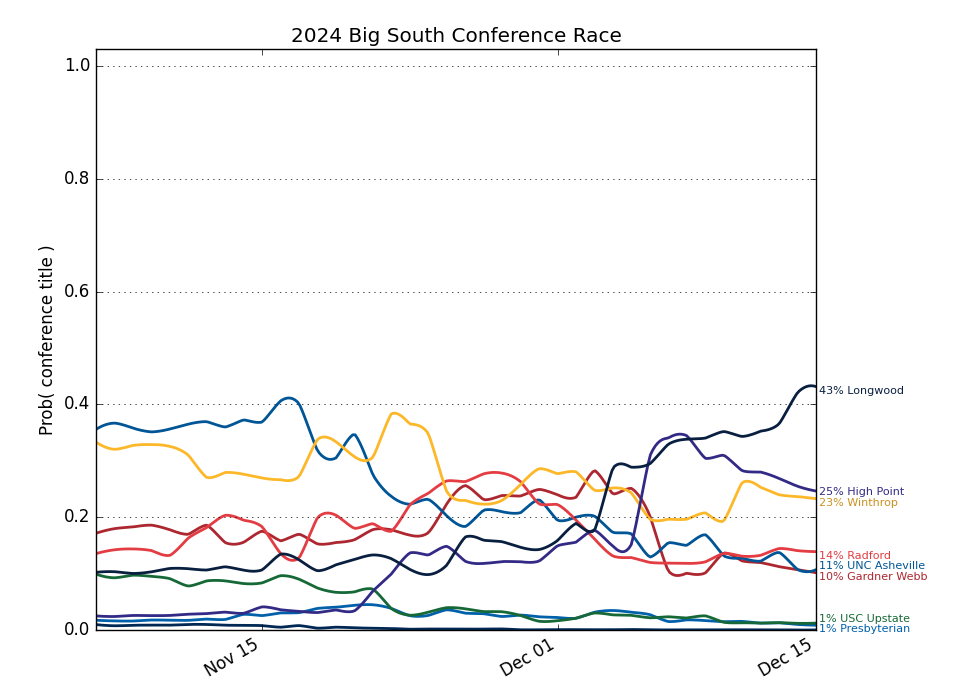 2024 Big South Conference Race
1.0
0.8
0.6
0.4
0.2
0.0
Prob( conference title )
43% Longwood
25% High Point
23% Winthrop
14% Radford
11% UNC Asheville
10% Gardner Webb
1% USC Upstate
1% Presbyterian
Nov 15
Dec 01
Dec 15